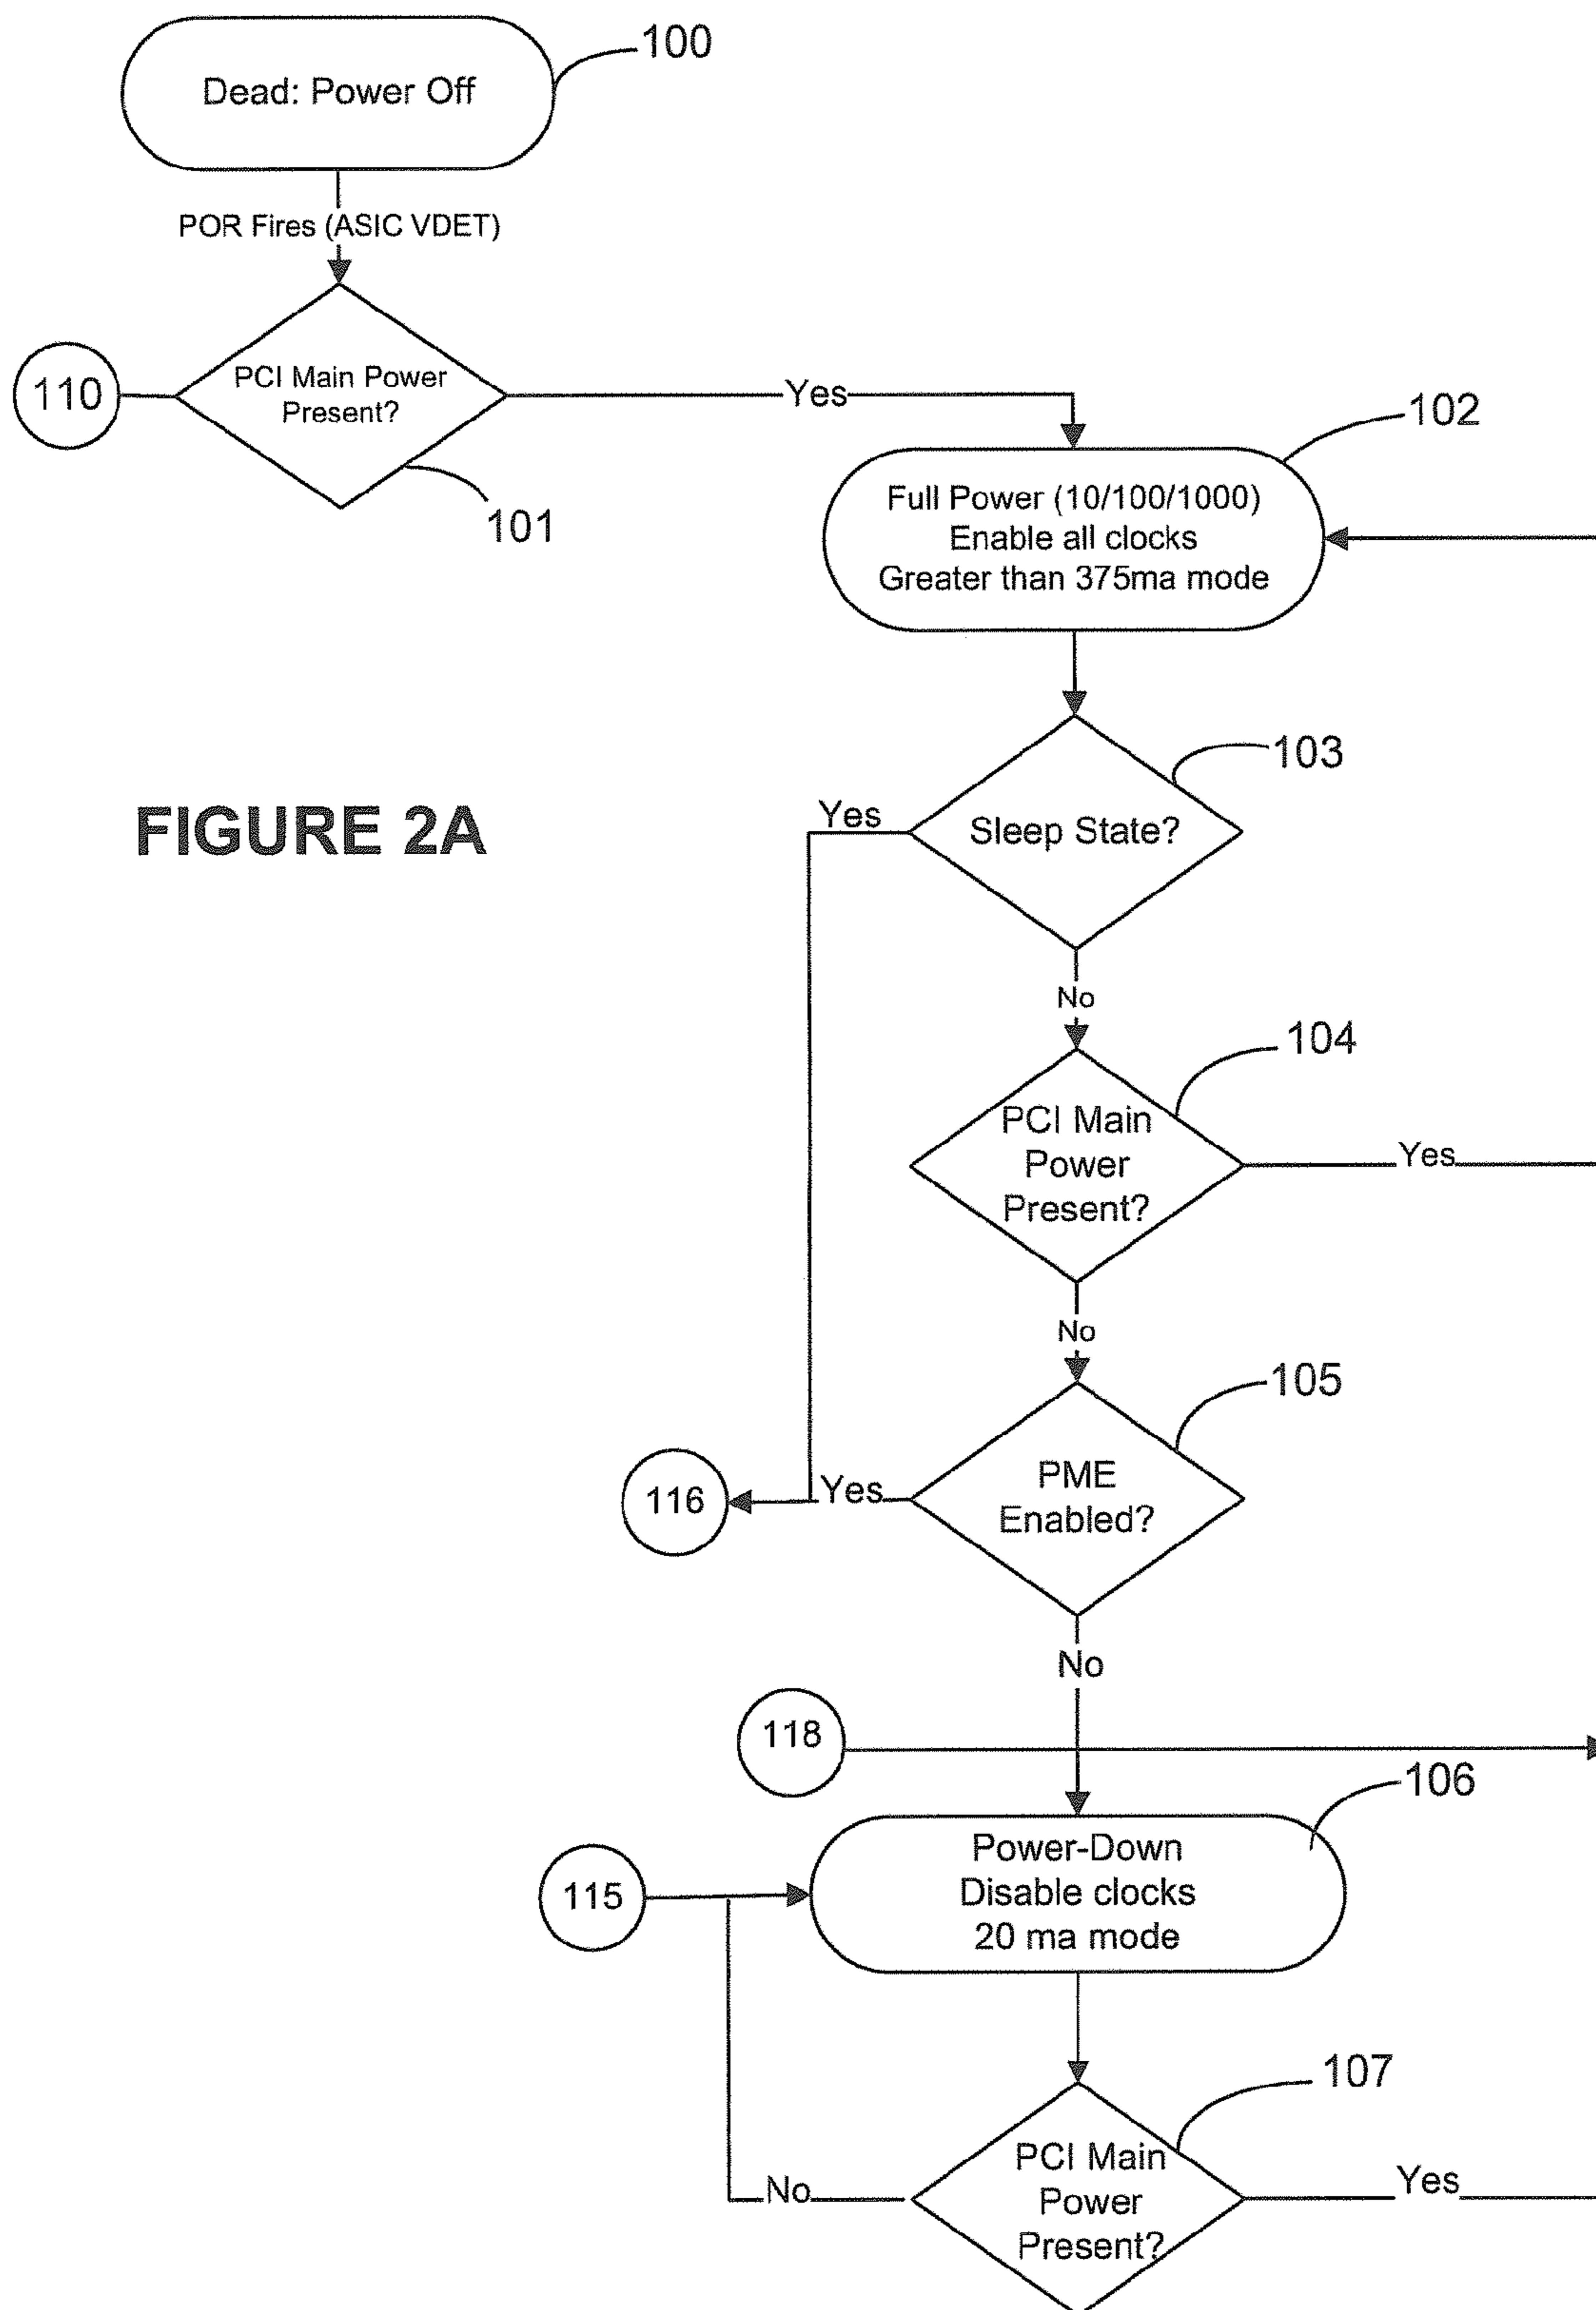 100
Dead: Power Off
POR Fires (ASIC VDET)
110
PCI Main Power
Present?
Yes
101
102
Full Power (10/100/1000)
Enable all clocks
Greater than 375ma mode
103
FIGURE 2A
Yes
Sleep State?
No
104
PCI Main
Power
Present?
Yes
No
105
116
Yes
PME
Enabled?
No
118
106
115
Power-Down
Disable clocks
20 ma mode
107
PCI Main
Power
Present?
No
Yes